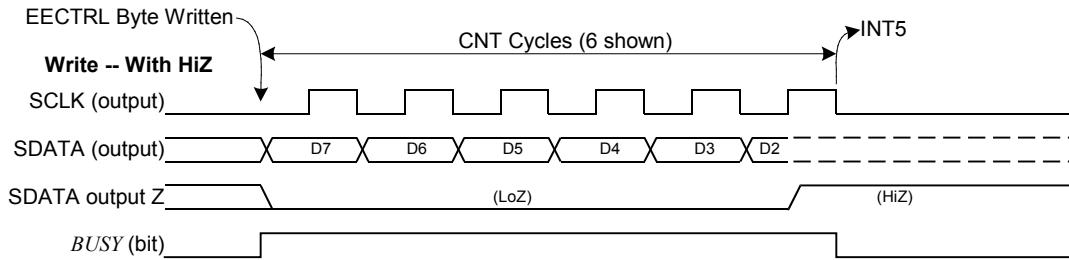 EECTRL Byte Written
CNT Cycles (6 shown)
INT5
Write -- With HiZ
SCLK (output)
SDATA (output) D7 D6 D5 D4 D3 D2
SDATA output Z (LoZ) (HiZ)
BUSY (bit)